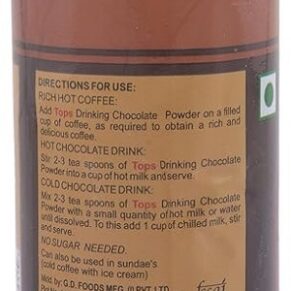 DIRECTIONS FOR USE:
RICH HOT COFFEE:
Add Tops Drinking Chocolate Powder on a filled
cup of coffee, as required to obtain a rich and
delicious coffee.
HOT CHOCOLATE DRINK:
Stir 2-3 tea spoons of Tops Drinking Chocolate
Powder into a cup of hot milk and serve.
COLD CHOCOLATE DRINK:
Mix 2-3 tea spoons of Tops Drinking Chocolate
Powder with a small quantity of hot milk or water
until dissolved. To this add 1 cup of chilled milk, stir
and serve.
NO SUGAR NEEDED.
Can also be used in sundae's
(cold coffee with ice cream)
Mktd. by: G.D. FOODS MFG. (I) PVT. LTD.